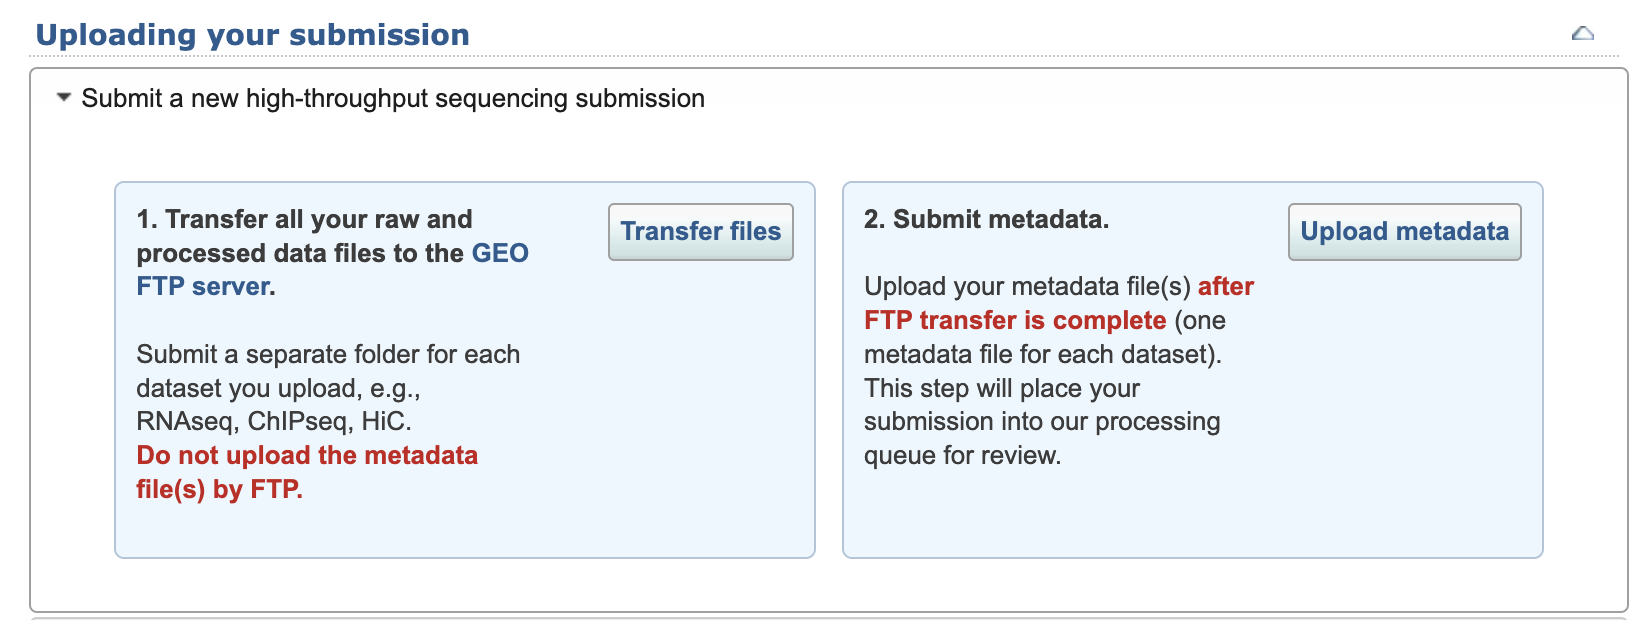 Uploading your submission
Submit a new high-throughput sequencing submission
1. Transfer all your raw and
processed data files to the GEO
FTP server.
Transfer files
Submit a separate folder for each
dataset you upload, e.g.,
RNAseq, ChIPseq, HiC.
Do not upload the metadata
file(s) by FTP.
2. Submit metadata.
Upload metadata
Upload your metadata file(s) after
FTP transfer is complete (one
metadata file for each dataset).
This step will place your
submission into our processing
queue for review.